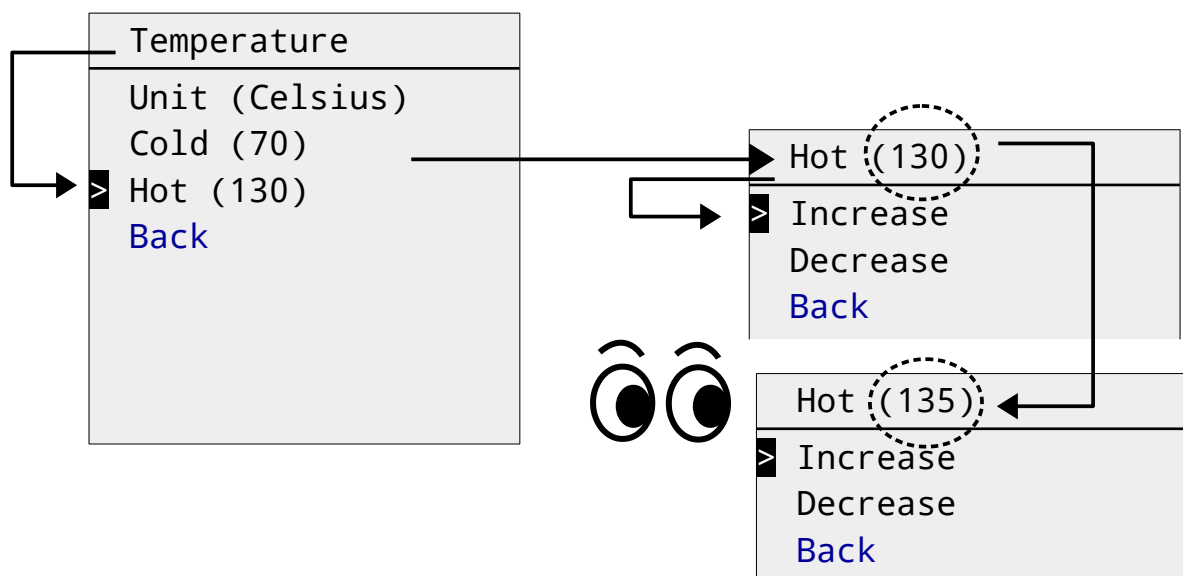 Temperature
Unit (Celsius)
Cold (70)
> Hot (130)
Back
Hot (130)
> Increase
Decrease
Back
Hot (135)
> Increase
Decrease
Back